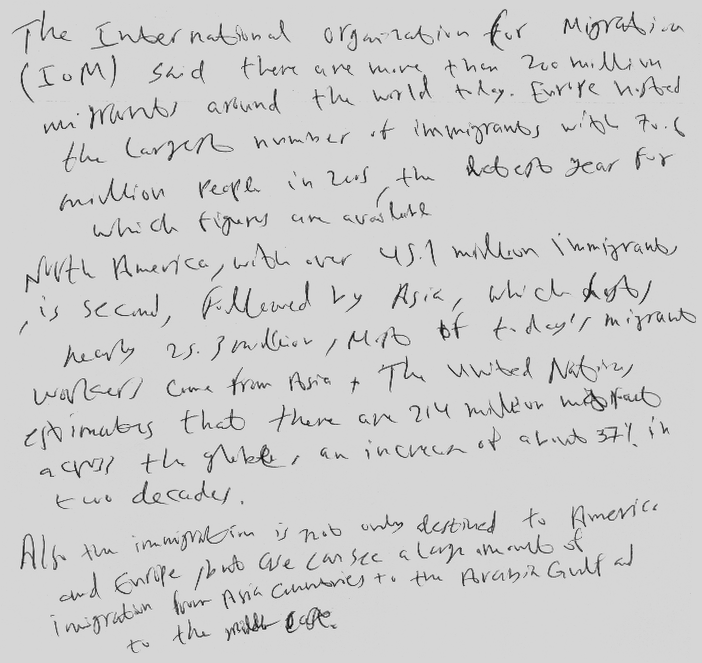 The International organization for Migration
(IOM) said there are more than 200 million
migrants around the world today. Europe hosted
the largest number of immigrants with 70.6
million people in 2005, the latest year for
which figures are available
North America, with over 45.1 million immigrants
, is second, followed by Asia, which hosts
nearly 25.3 million, Most of today's migrant
workers come from Asia. The United Nations
estimates that there are 214 million migrant
across the globe, an increase of about 37% in
two decades.
Also the immigration is not only destined to America
and Europe, but we can see a large amount of
imigration from Asia countries to the Arabia Gulf ad
to the middle east.